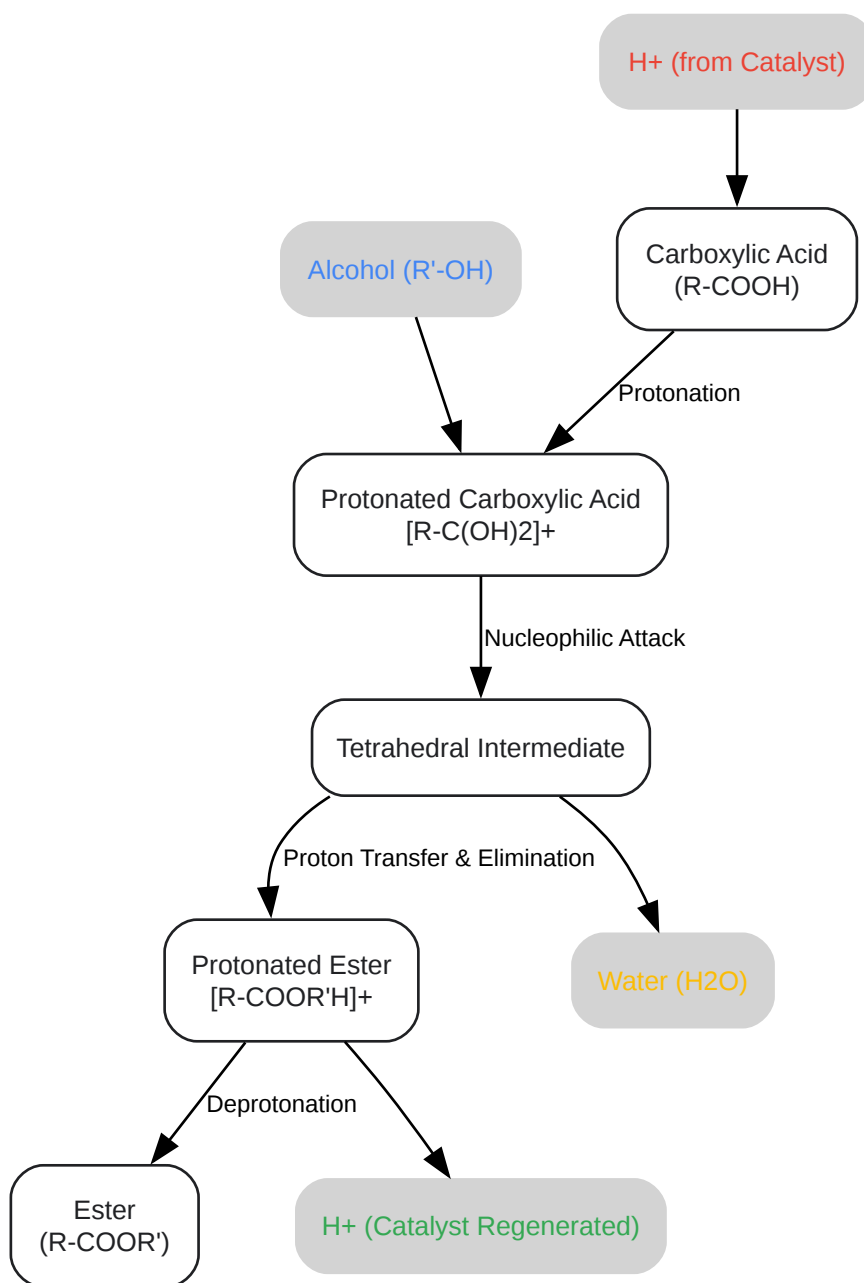 H+ (from Catalyst)
Alcohol (R'-OH)
Carboxylic Acid
(R-COOH)
Protonation
Protonated Carboxylic Acid
[R-C(OH)2]+
Nucleophilic Attack
Tetrahedral Intermediate
Proton Transfer & Elimination
Protonated Ester
[R-COOR'H]+
Water (H2O)
Deprotonation
Ester
(R-COOR')
H+ (Catalyst Regenerated)